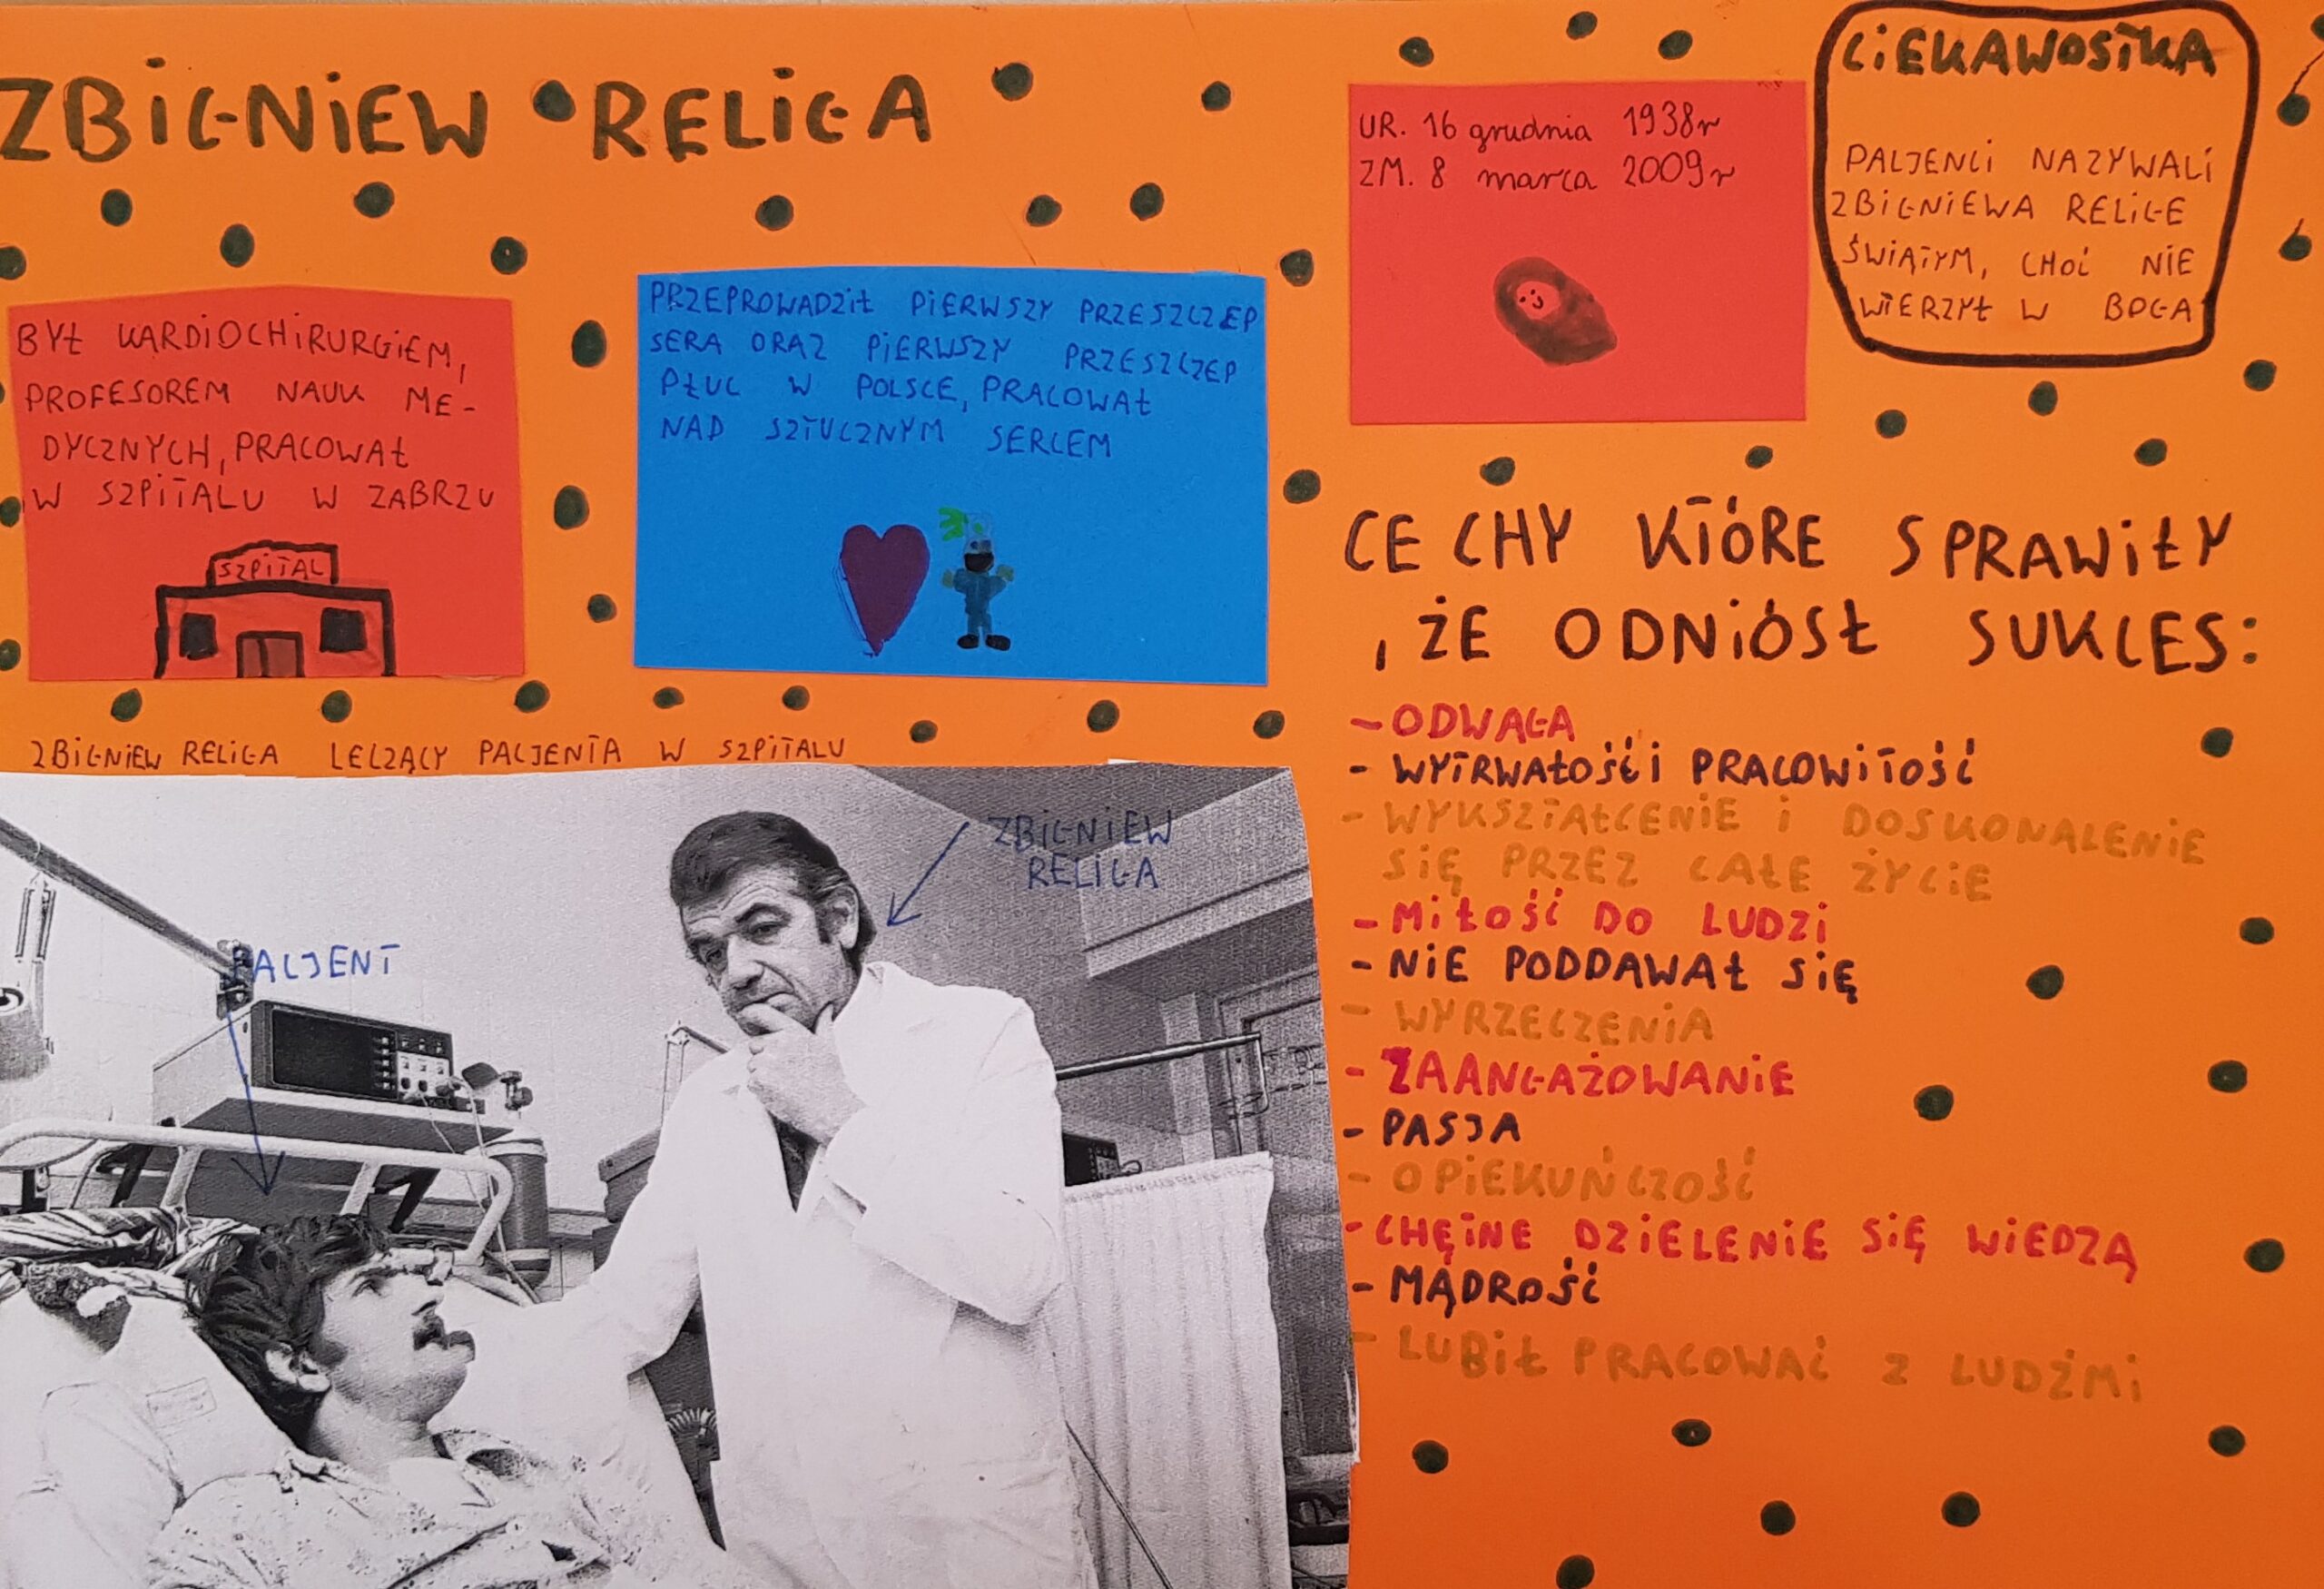 ZBIGNIEW RELIGA
UR. 16 grudnia 1938r
ZM. 8 marca 2009r
CIEKAWOSTKA
PACJENCI NAZYWALI
ZBIGNIEWA RELIGE
ŚWIĄTYM, CHOĆ NIE
WIERZYŁ W BOGA
BYŁ KARDIOCHIRURGIEM,
PROFESOREM NAUK ME-
DYCZNYCH, PRACOWAŁ
W SZPITALU W ZABRZU
SZPITAL
PRZEPROWADZIŁ PIERWSZY PRZESZCZEP
SERA ORAZ PIERWSZY PRZESZCZEP
PŁUC W POLSCE, PRACOWAŁ
NAD SZTUCZNYM SERCEM
ZBIGNIEW RELIGA LECZĄCY PACJENTA W SZPITALU
ZBIGNIEW
RELIGA
PACJENT
CECHY KTÓRE SPRAWIŁY
, ŻE ODNIÓSŁ SUKCES:
- ODWAGA
- WYTRWAŁOŚĆ I PRACOWITOŚĆ
- WYKSZTAŁCENIE I DOSKONALENIE
SIĘ PRZEZ CAŁE ŻYCIE
- MIŁOŚĆ DO LUDZI
- NIE PODDAWAŁ SIĘ
- WYRZECZENIA
- ZAANGAŻOWANIE
- PASJA
- OPIEKUŃCZOŚĆ
- CHĘTNE DZIELENIE SIĘ WIEDZĄ
- MĄDROŚĆ
- LUBIŁ PRACOWAĆ Z LUDŹMI